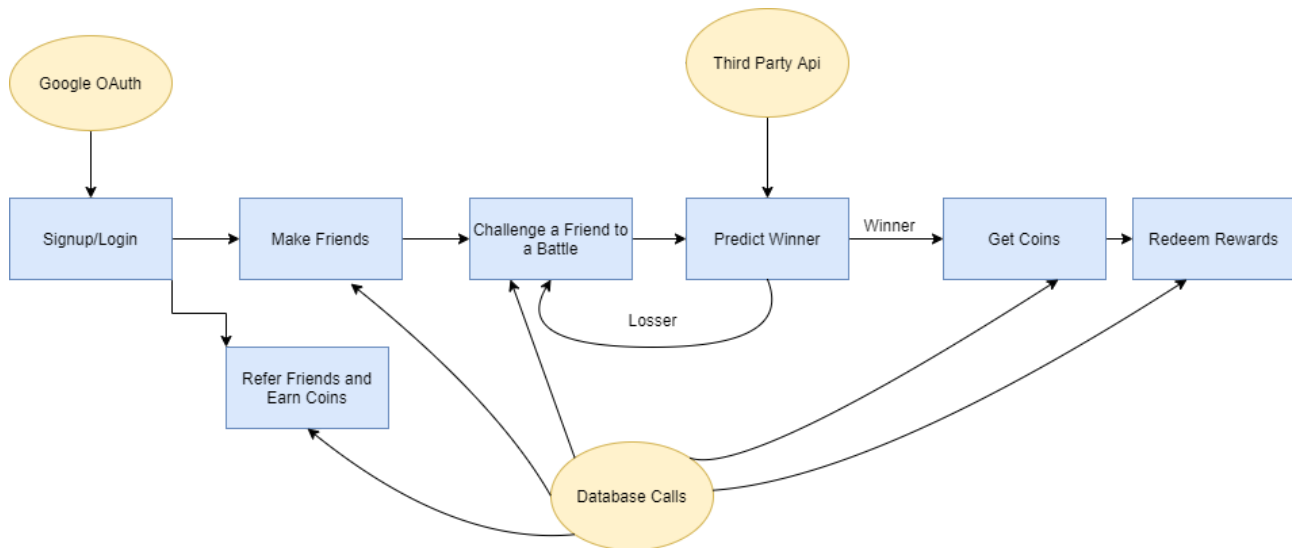 Google OAuth
Third Party Api
Signup/Login
Make Friends
Challenge a Friend to
a Battle
Predict Winner
Winner
Get Coins
Redeem Rewards
Losser
Refer Friends and
Earn Coins
Database Calls